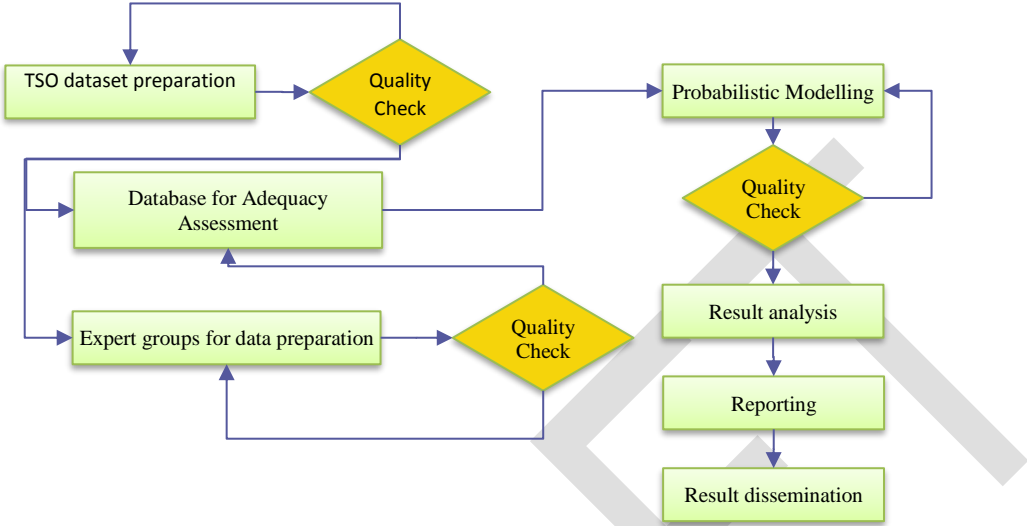 TSO dataset preparation
Quality
Check
Database for Adequacy
Assessment
Expert groups for data preparation
Quality
Check
Probabilistic Modelling
Quality
Check
Result analysis
Reporting
Result dissemination